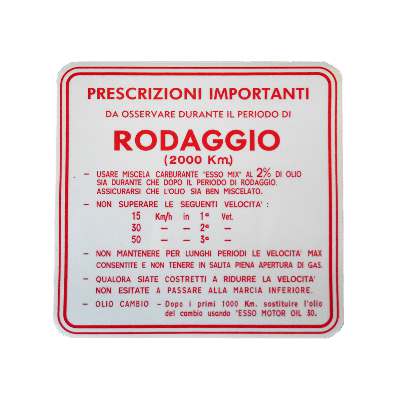 PRESCRIZIONI IMPORTANTI
DA OSSERVARE DURANTE IL PERIODO DI
RODAGGIO
(2000 Km.)
- USARE MISCELA CARBURANTE "ESSO MIX" AL 2% DI OLIO
SIA DURANTE CHE DOPO IL PERIODO DI RODAGGIO.
ASSICURARSI CHE L'OLIO SIA BEN MISCELATO.
- NON SUPERARE LE SEGUENTI VELOCITA' :
15 Km/h in 1ª Vel.
30 — — 2ª —
50 — — 3ª —
- NON MANTENERE PER LUNGHI PERIODI LE VELOCITA' MAX
CONSENTITE E NON TENERE IN SALITA PIENA APERTURA DI GAS.
- QUALORA SIATE COSTRETTI A RIDURRE LA VELOCITA'
NON ESITATE A PASSARE ALLA MARCIA INFERIORE.
- OLIO CAMBIO - Dopo i primi 1000 Km. sostituire l'olio
del cambio usando "ESSO MOTOR OIL 30.